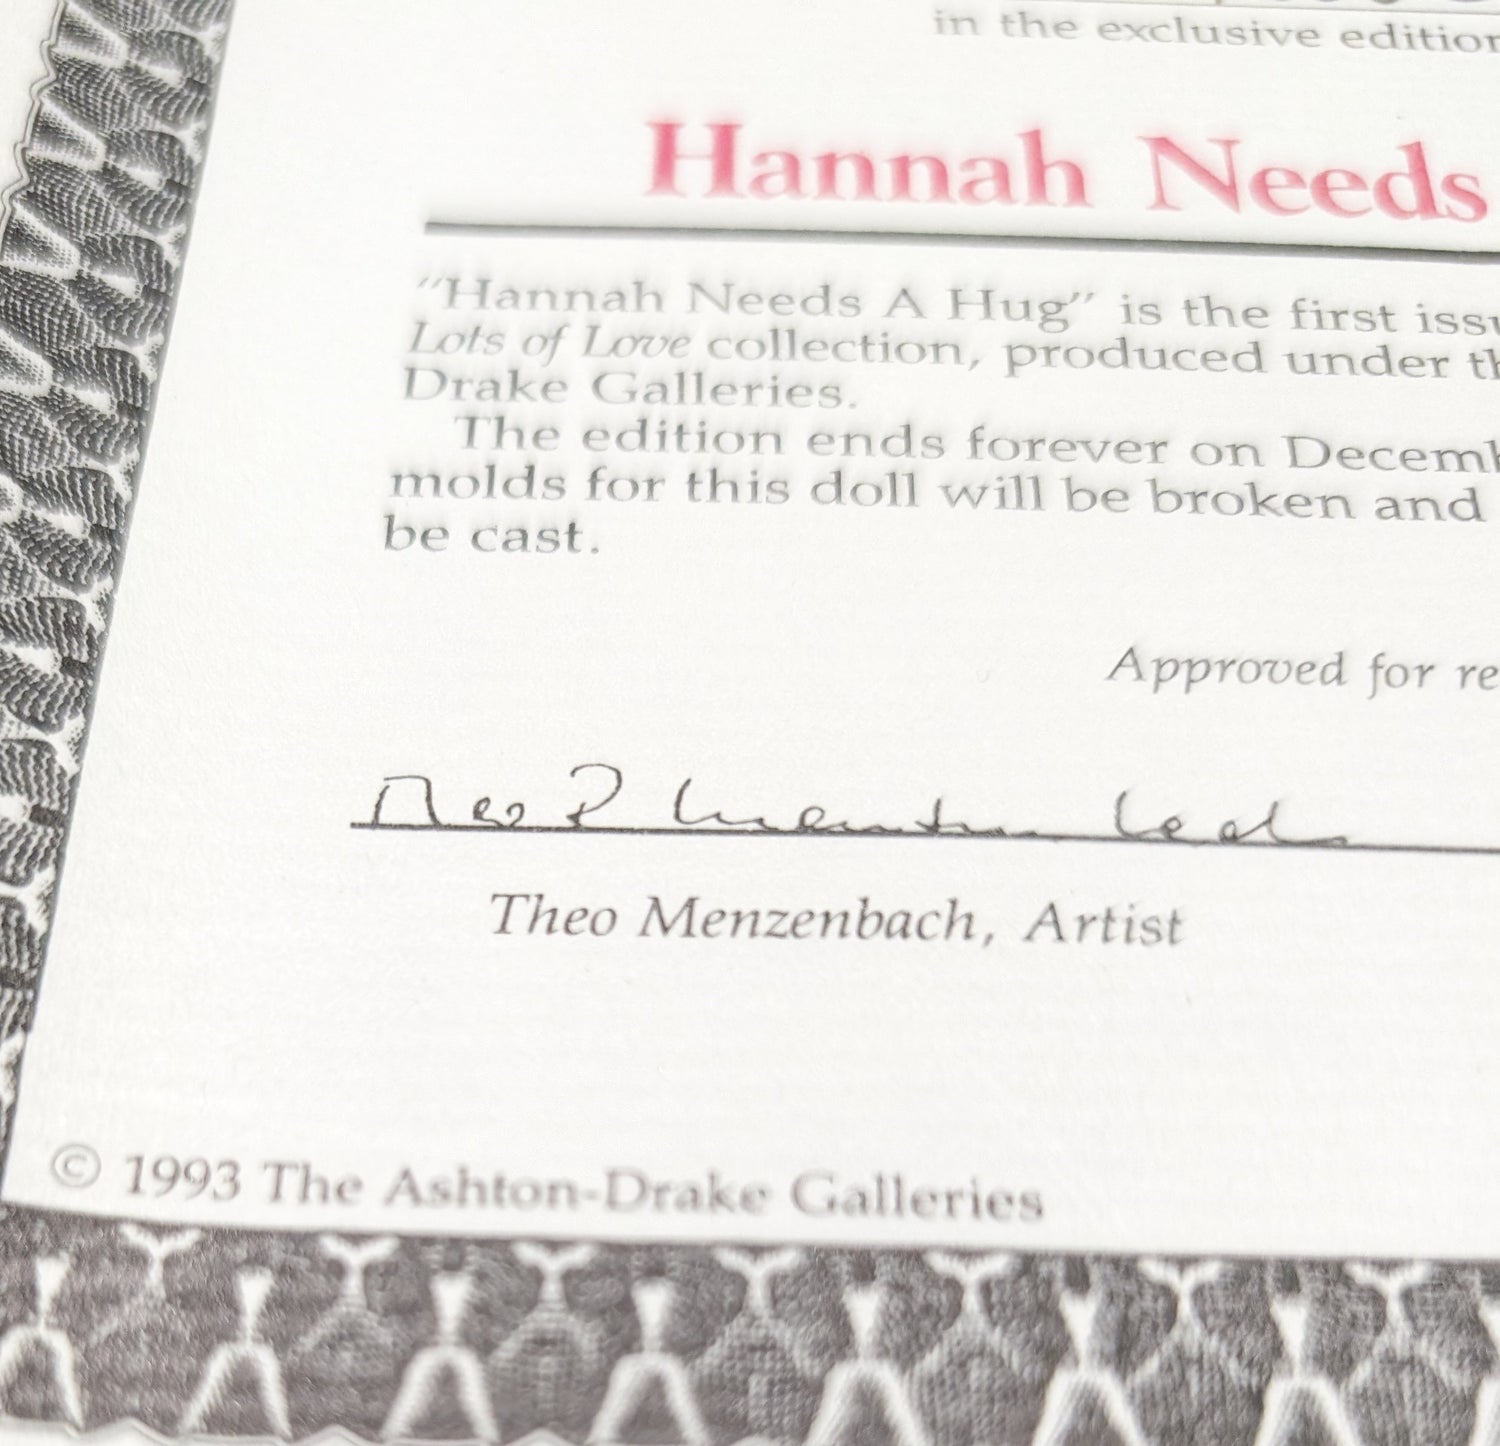 in the exclusive edition
Hannah Needs
"Hannah Needs A Hug" is the first issu
Lots of Love collection, produced under th
Drake Galleries.
The edition ends forever on Decemb
molds for this doll will be broken and
be cast.
Approved for re
Theo Menzenbach, Artist
© 1993 The Ashton-Drake Galleries